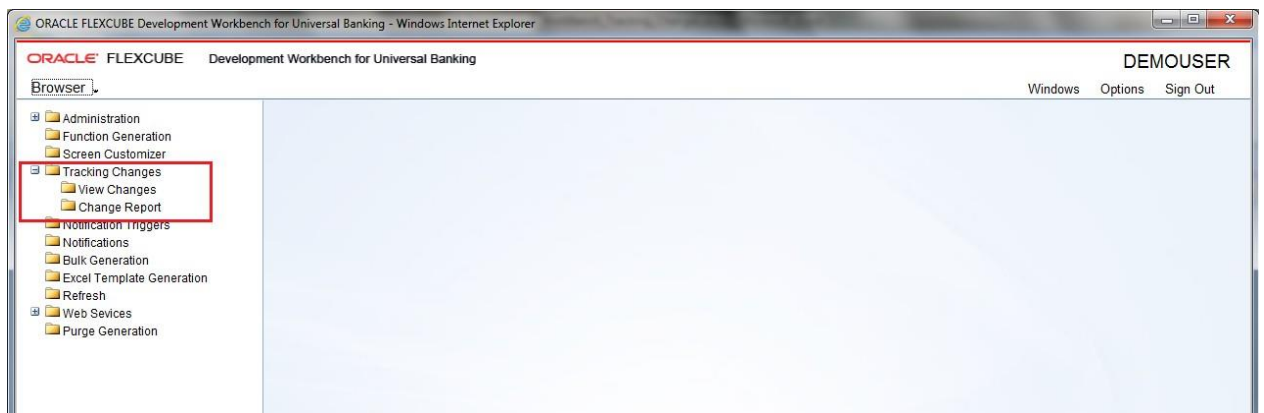 ORACLE FLEXCUBE Development Workbench for Universal Banking - Windows Internet Explorer
ORACLE FLEXCUBE Development Workbench for Universal Banking DEMOUSER
Browser Windows Options Sign Out
Administration
Function Generation
Screen Customizer
Tracking Changes
View Changes
Change Report
Notification Triggers
Notifications
Bulk Generation
Excel Template Generation
Refresh
Web Sevices
Purge Generation